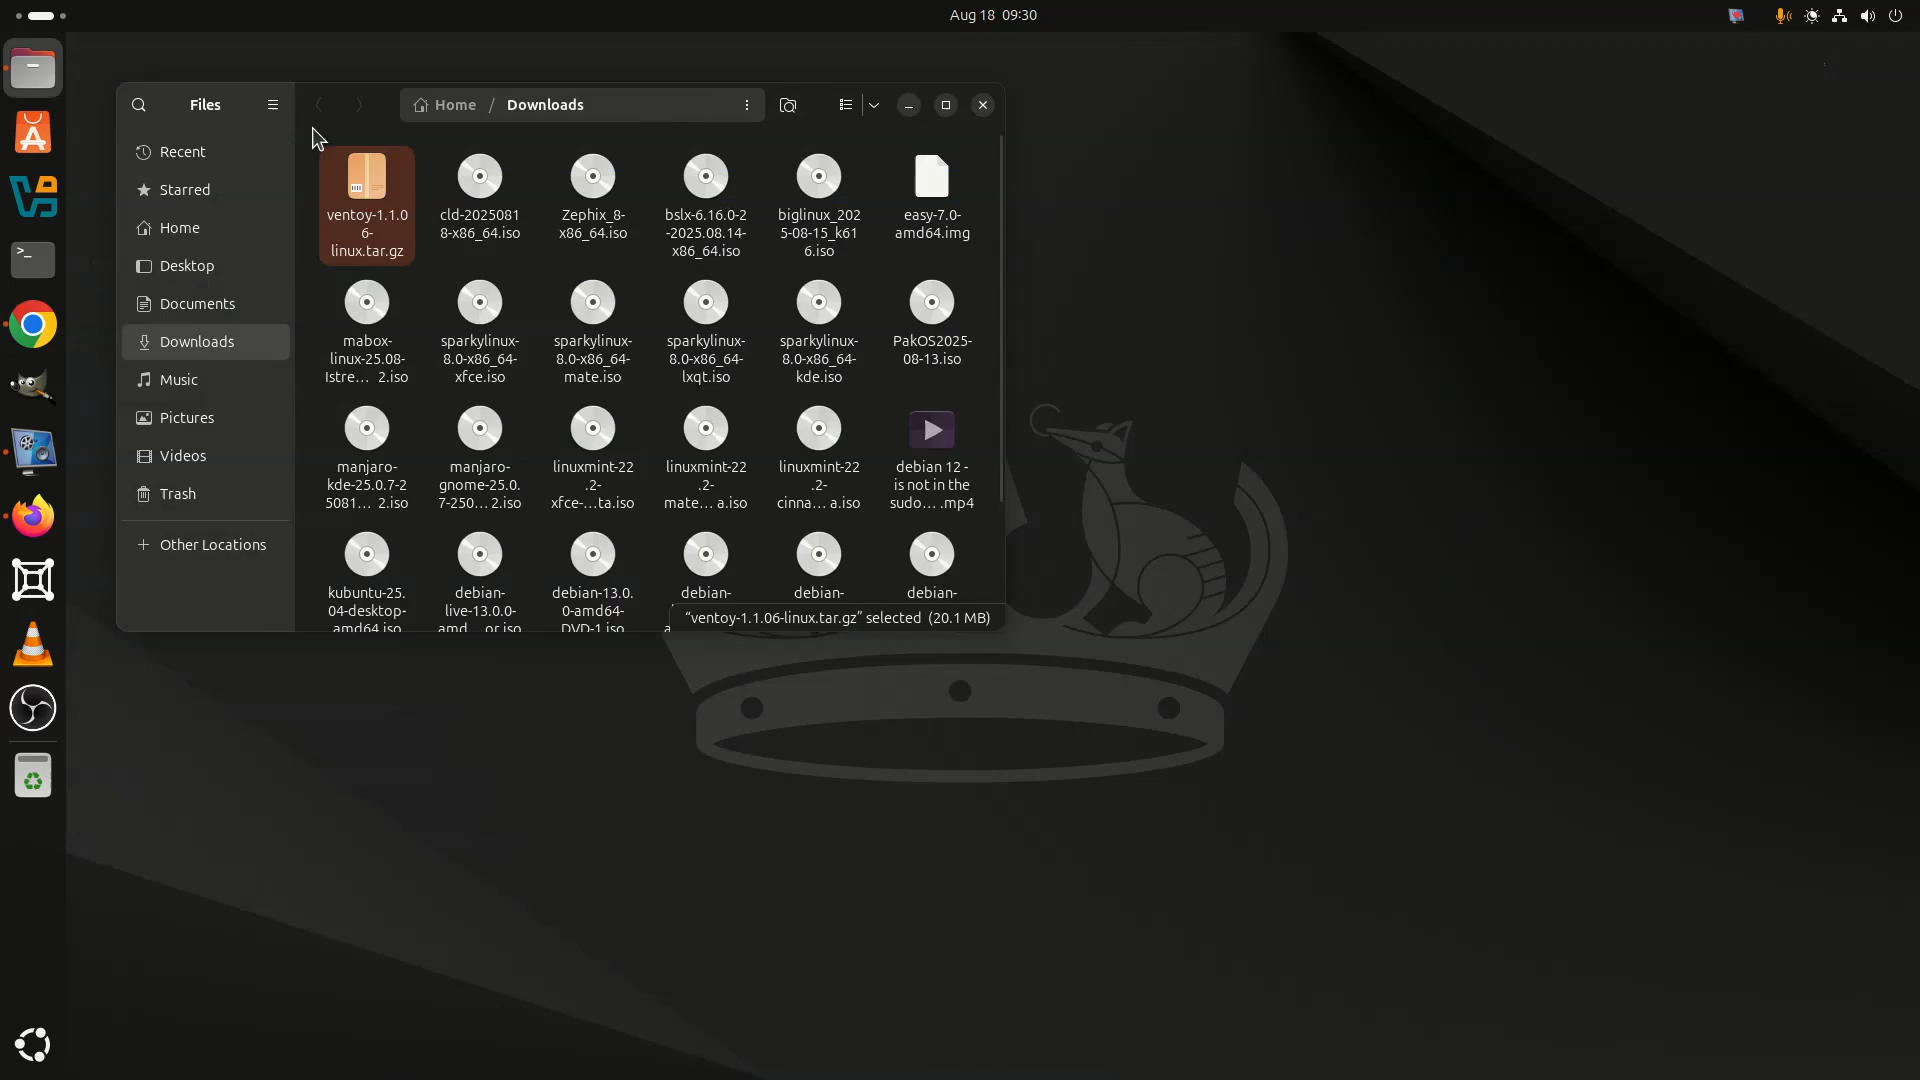 Aug 18 09:30
Files
Home / Downloads
Recent
Starred
Home
Desktop
Documents
Downloads
Music
Pictures
Videos
Trash
Other Locations
ventoy-1.1.0
6-
linux.tar.gz
cld-2025081
8-x86_64.iso
Zephix_8-
x86_64.iso
bslx-6.16.0-2
-2025.08.14-
x86_64.iso
biglinux_202
5-08-15_k61
6.iso
easy-7.0-
amd64.img
mabox-
linux-25.08-
Istre… 2.iso
sparkylinux-
8.0-x86_64-
xfce.iso
sparkylinux-
8.0-x86_64-
mate.iso
sparkylinux-
8.0-x86_64-
lxqt.iso
sparkylinux-
8.0-x86_64-
kde.iso
PakOS2025-
08-13.iso
manjaro-
kde-25.0.7-2
5081… 2.iso
manjaro-
gnome-25.0.
7-250… 2.iso
linuxmint-22
.2-
xfce-…ta.iso
linuxmint-22
.2-
mate… a.iso
linuxmint-22
.2-
cinna… a.iso
debian 12 -
is not in the
sudo… .mp4
kubuntu-25.
04-desktop-
amd64.iso
debian-
live-13.0.0-
amd…or.iso
debian-13.0.
0-amd64-
DVD-1.iso
debian-
debian-
debian-
“ventoy-1.1.06-linux.tar.gz” selected (20.1 MB)